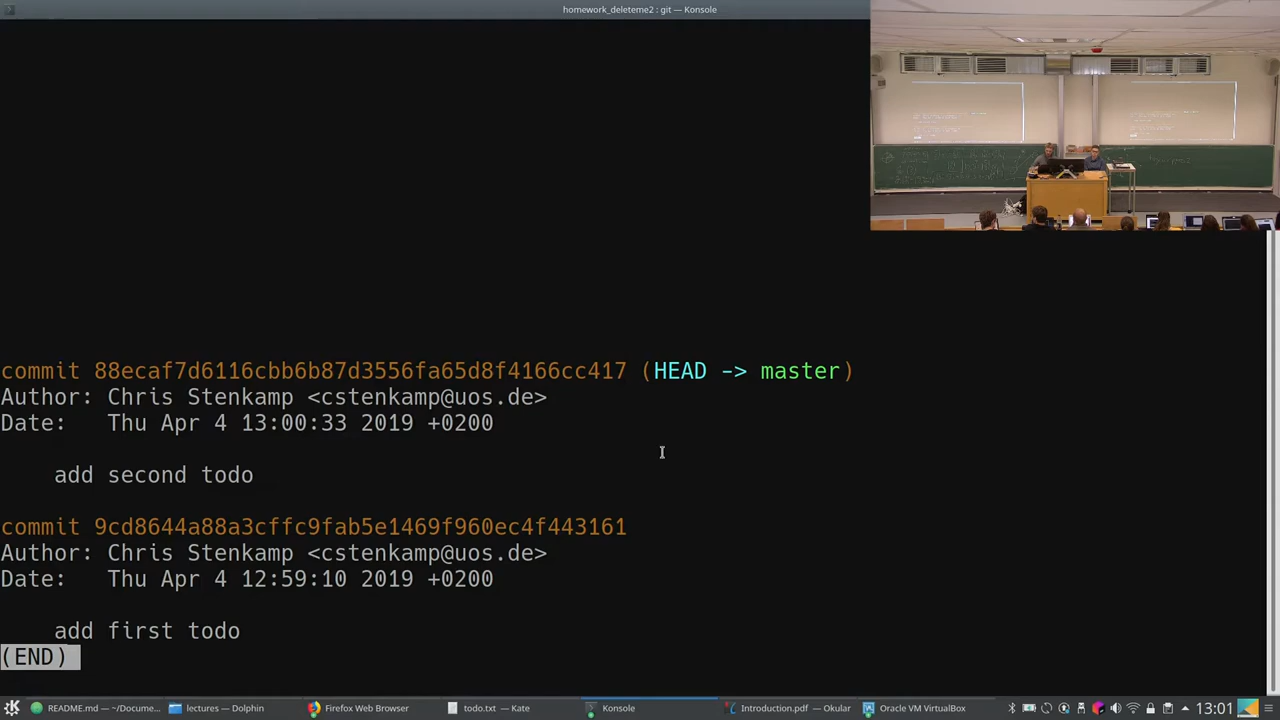 homework_deleteme2 : git — Konsole
commit 88ecaf7d6116cbb6b87d3556fa65d8f4166cc417 (HEAD -> master)
Author: Chris Stenkamp <cstenkamp@uos.de>
Date:   Thu Apr 4 13:00:33 2019 +0200
add second todo
commit 9cd8644a88a3cffc9fab5e1469f960ec4f443161
Author: Chris Stenkamp <cstenkamp@uos.de>
Date:   Thu Apr 4 12:59:10 2019 +0200
add first todo
(END)
README.md — ~/Docume... lectures — Dolphin Firefox Web Browser todo.txt — Kate Konsole Introduction.pdf — Okular Oracle VM VirtualBox 13:01